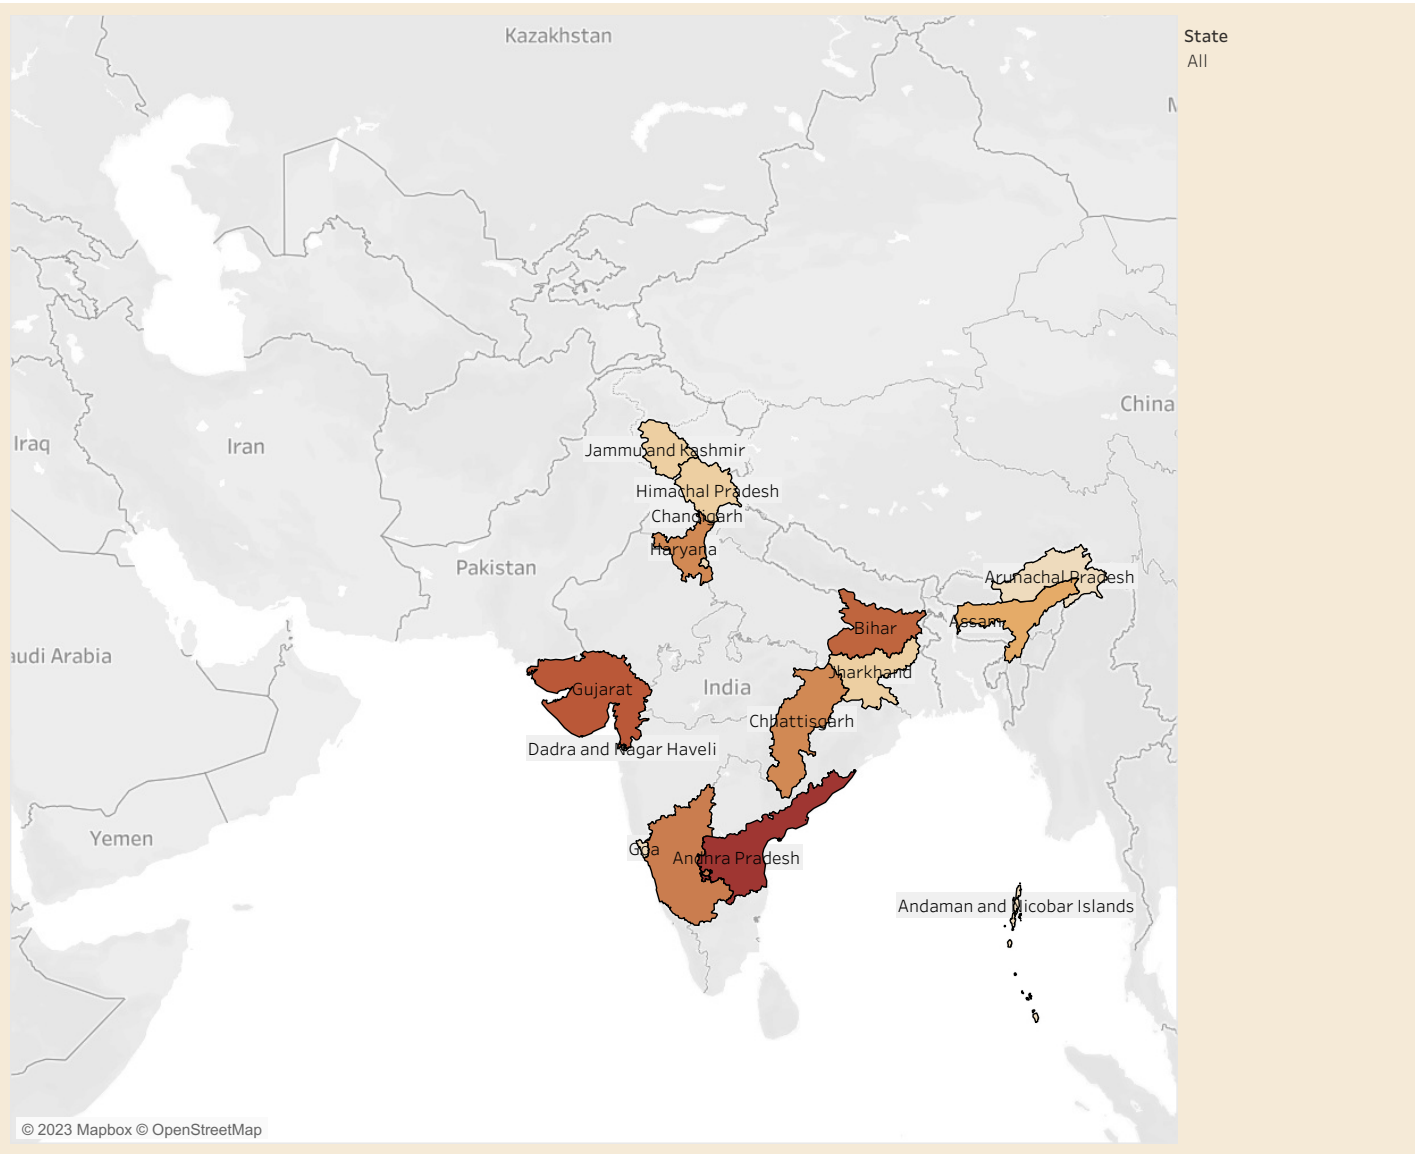 Kazakhstan
State
All
M
China
Iraq
Iran
Jammu and Kashmir
Himachal Pradesh
Chandigarh
Haryana
Pakistan
Arunachal Pradesh
Assam
Bihar
audi Arabia
Jharkhand
India
Gujarat
Chhattisgarh
Dadra and Nagar Haveli
Yemen
Goa
Andhra Pradesh
Andaman and Nicobar Islands
© 2023 Mapbox © OpenStreetMap